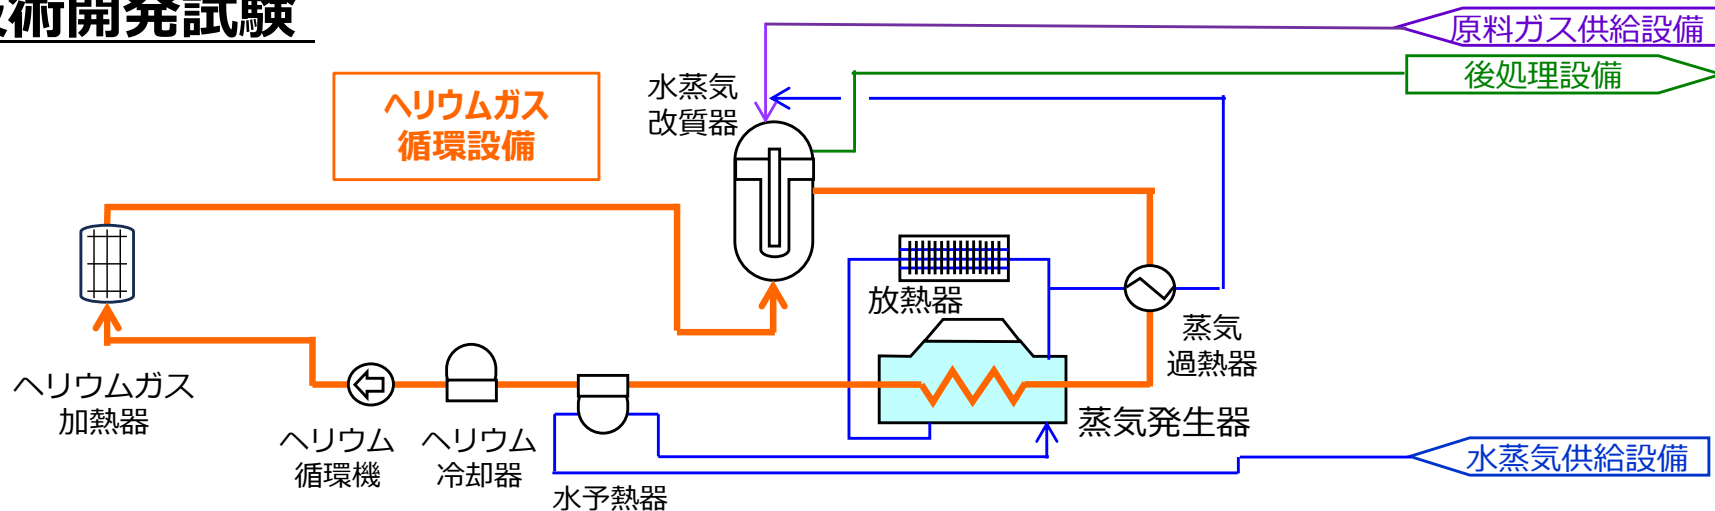 技術開発試験
原料ガス供給設備
後処理設備
水蒸気
改質器
ヘリウムガス
循環設備
放熱器
蒸気
過熱器
ヘリウムガス
加熱器
蒸気発生器
ヘリウム
循環機
ヘリウム
冷却器
水予熱器
水蒸気供給設備